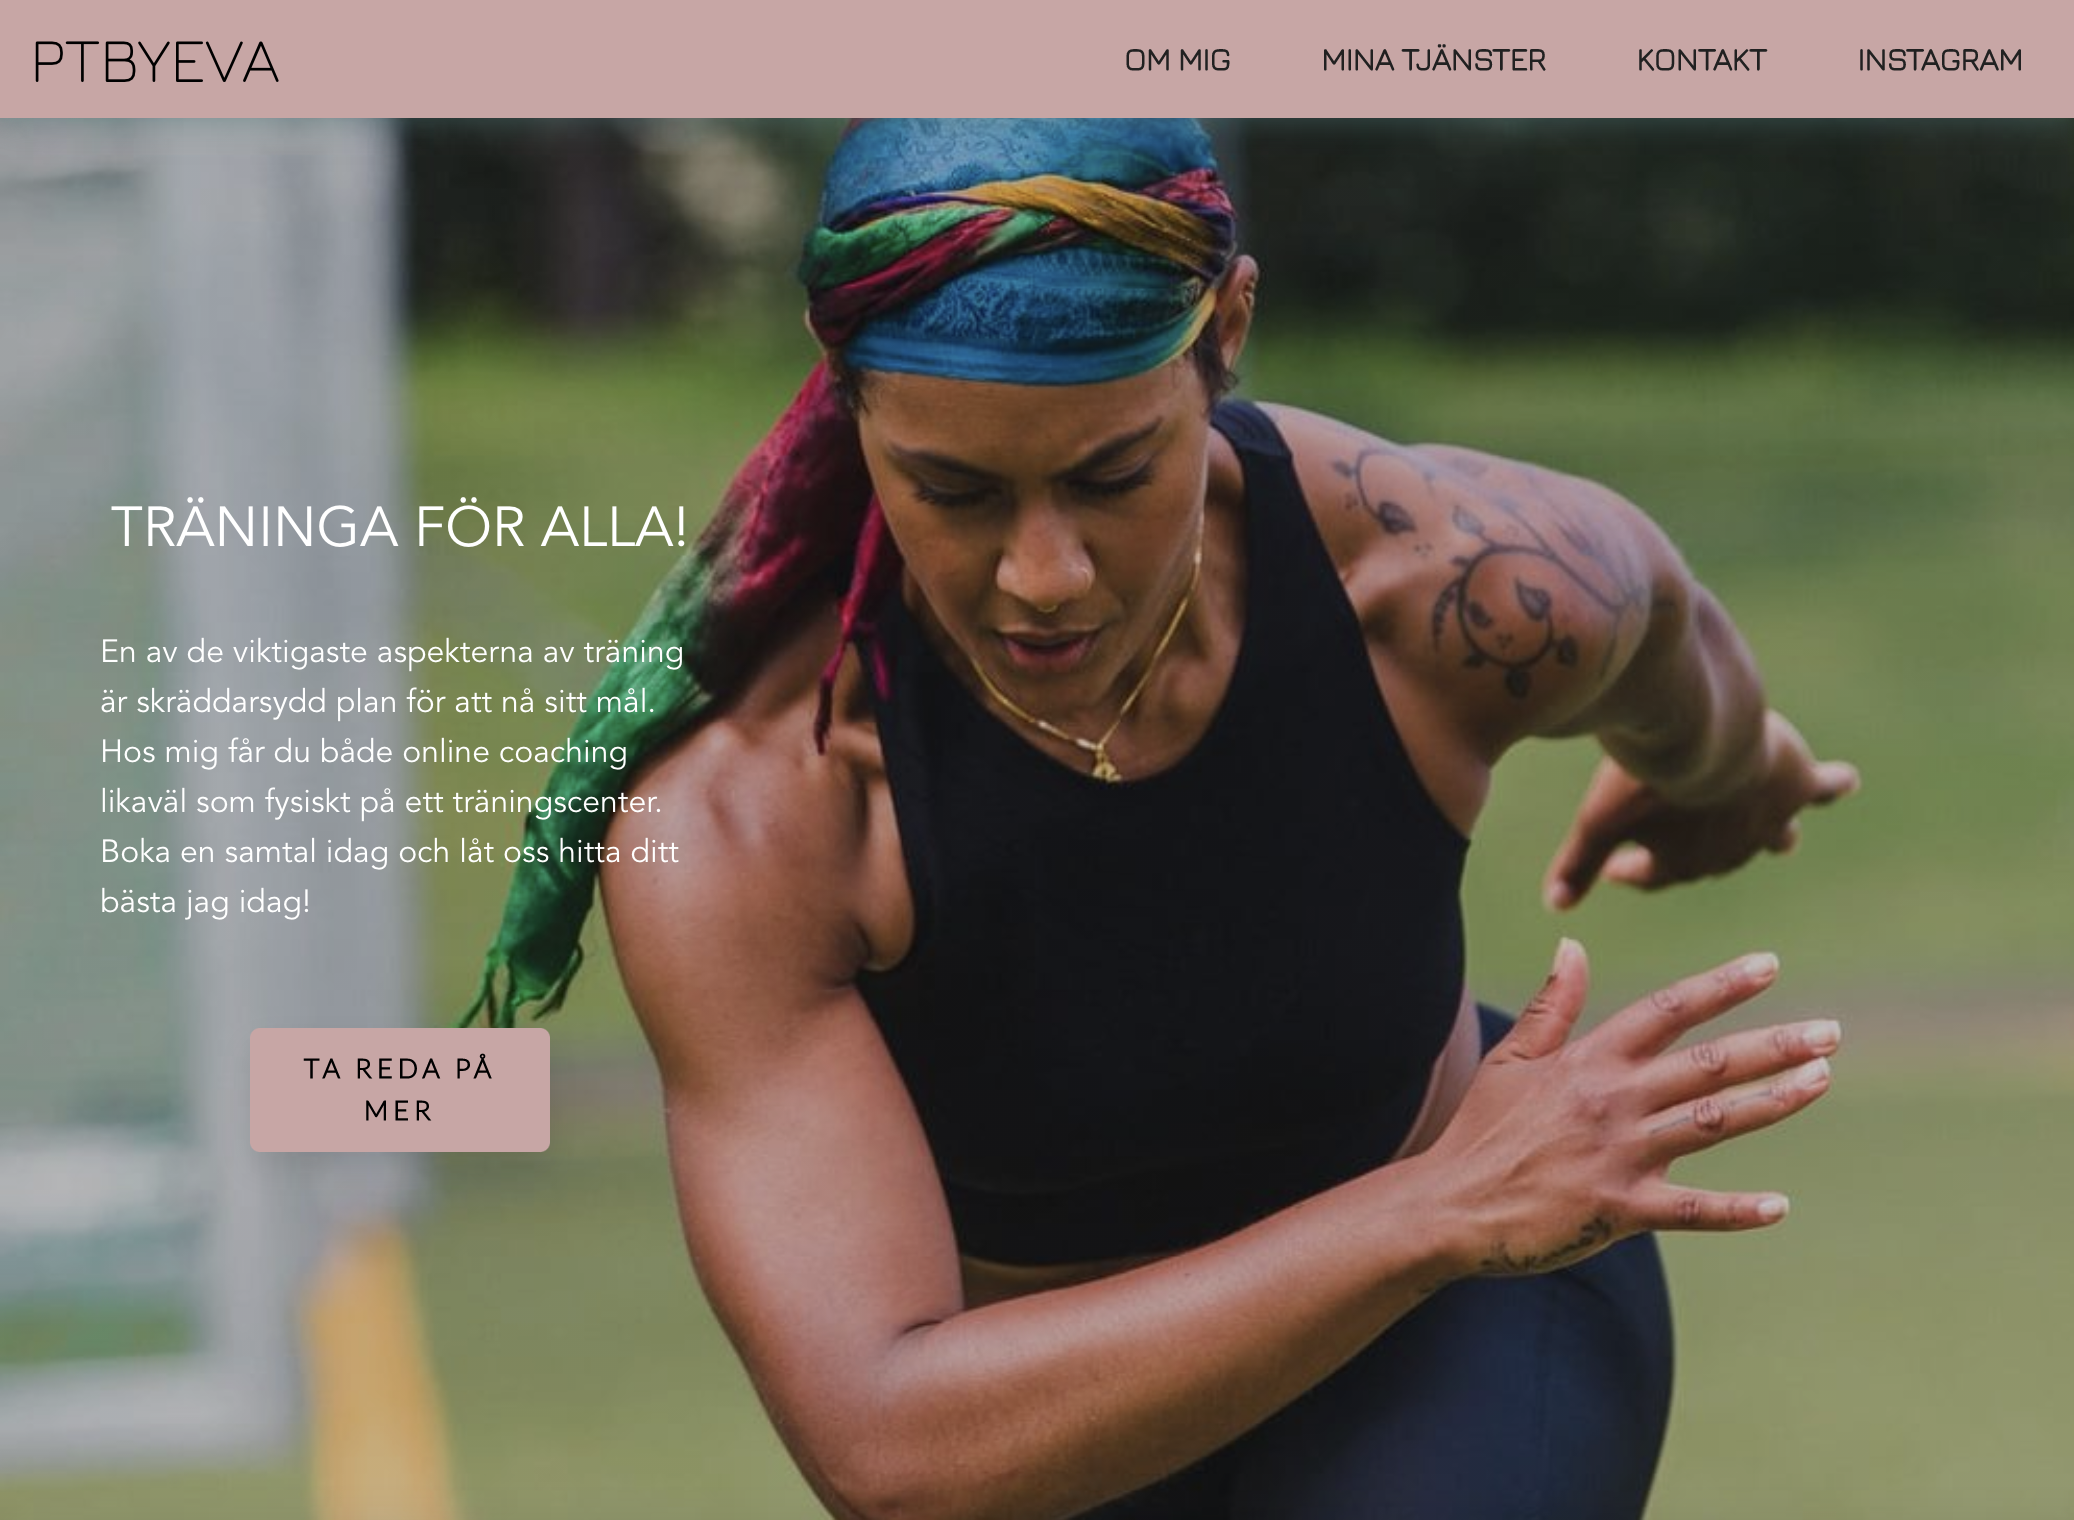 PTBYEVA
OM MIG MINA TJÄNSTER KONTAKT INSTAGRAM
TRÄNINGA FÖR ALLA!
En av de viktigaste aspekterna av träning
är skräddarsydd plan för att nå sitt mål.
Hos mig får du både online coaching
likaväl som fysiskt på ett träningscenter.
Boka en samtal idag och låt oss hitta ditt
bästa jag idag!
TA REDA PÅ
MER